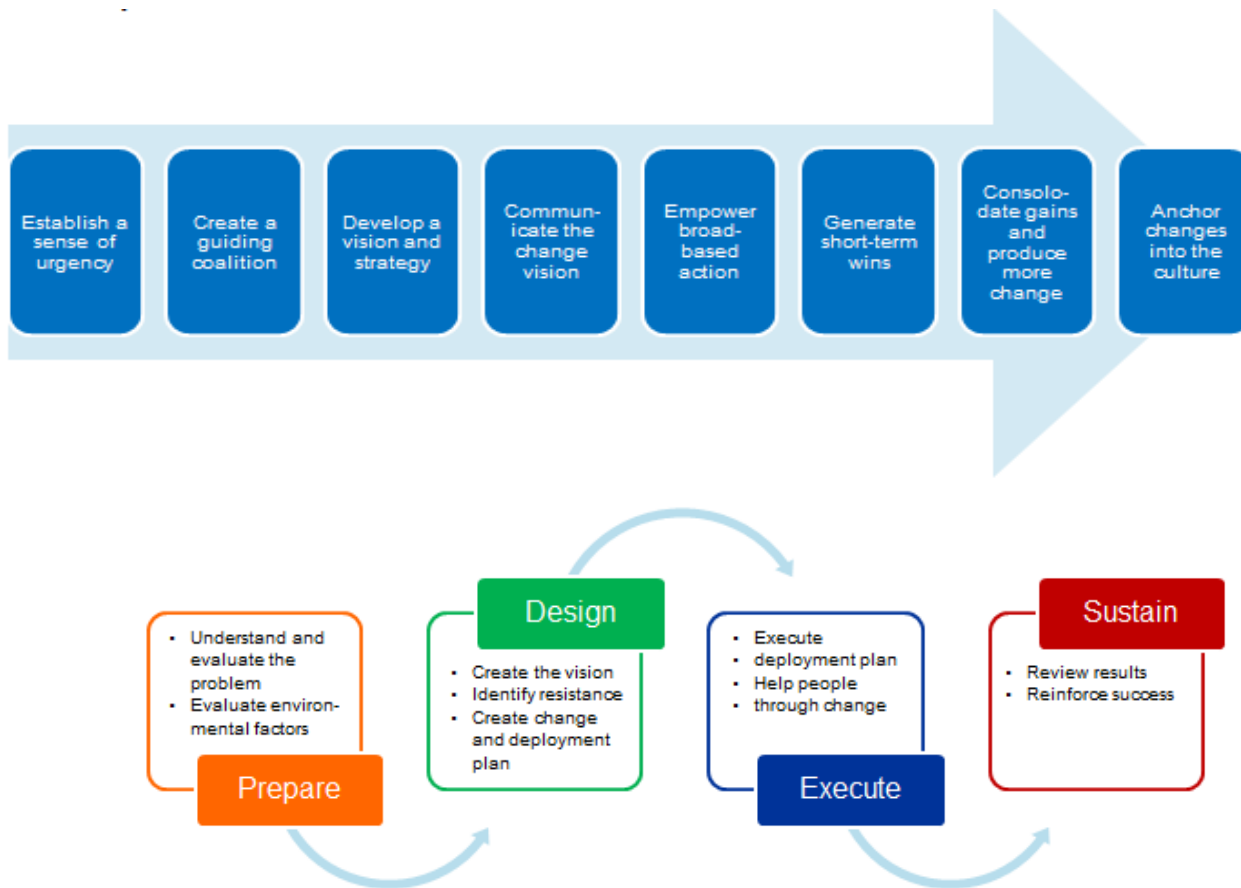 Establish a
sense of
urgency
Create a
guiding
coalition
Develop a
vision and
strategy
Commun-
icate the
change
vision
Empower
broad-
based
action
Generate
short-term
wins
Consolo-
date gains
and
produce
more
change
Anchor
changes
into the
culture
• Understand and
evaluate the
problem
• Evaluate environ-
mental factors
Prepare
Design
• Create the vision
• Identify resistance
• Create change
and deployment
plan
• Execute
• deployment plan
• Help people
• through change
Execute
Sustain
• Review results
• Reinforce success